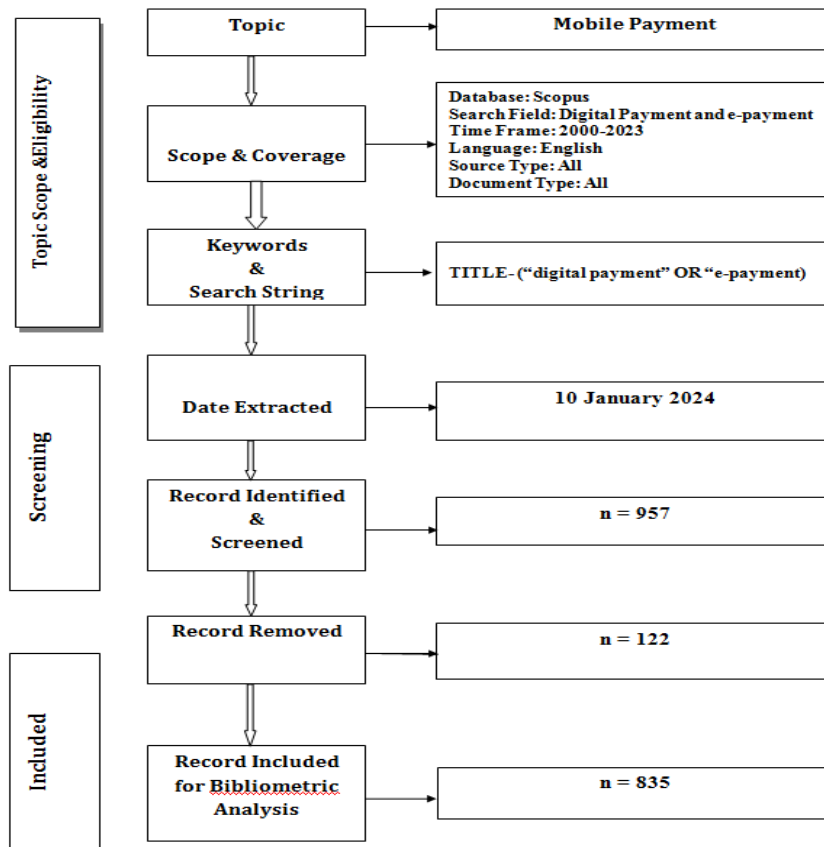 Topic Scope &Eligbility
Topic
Mobile Payment
Scope & Coverage
Database: Scopus
Search Field: Digital Payment and e-payment
Time Frame: 2000-2023
Language: English
Source Type: All
Document Type: All
Keywords
&
Search String
TITLE- (“digital payment” OR “e-payment)
Screening
Date Extracted
10 January 2024
Record Identified
&
Screened
n = 957
Included
Record Removed
n = 122
Record Included
for Bibliometric
Analysis
n = 835